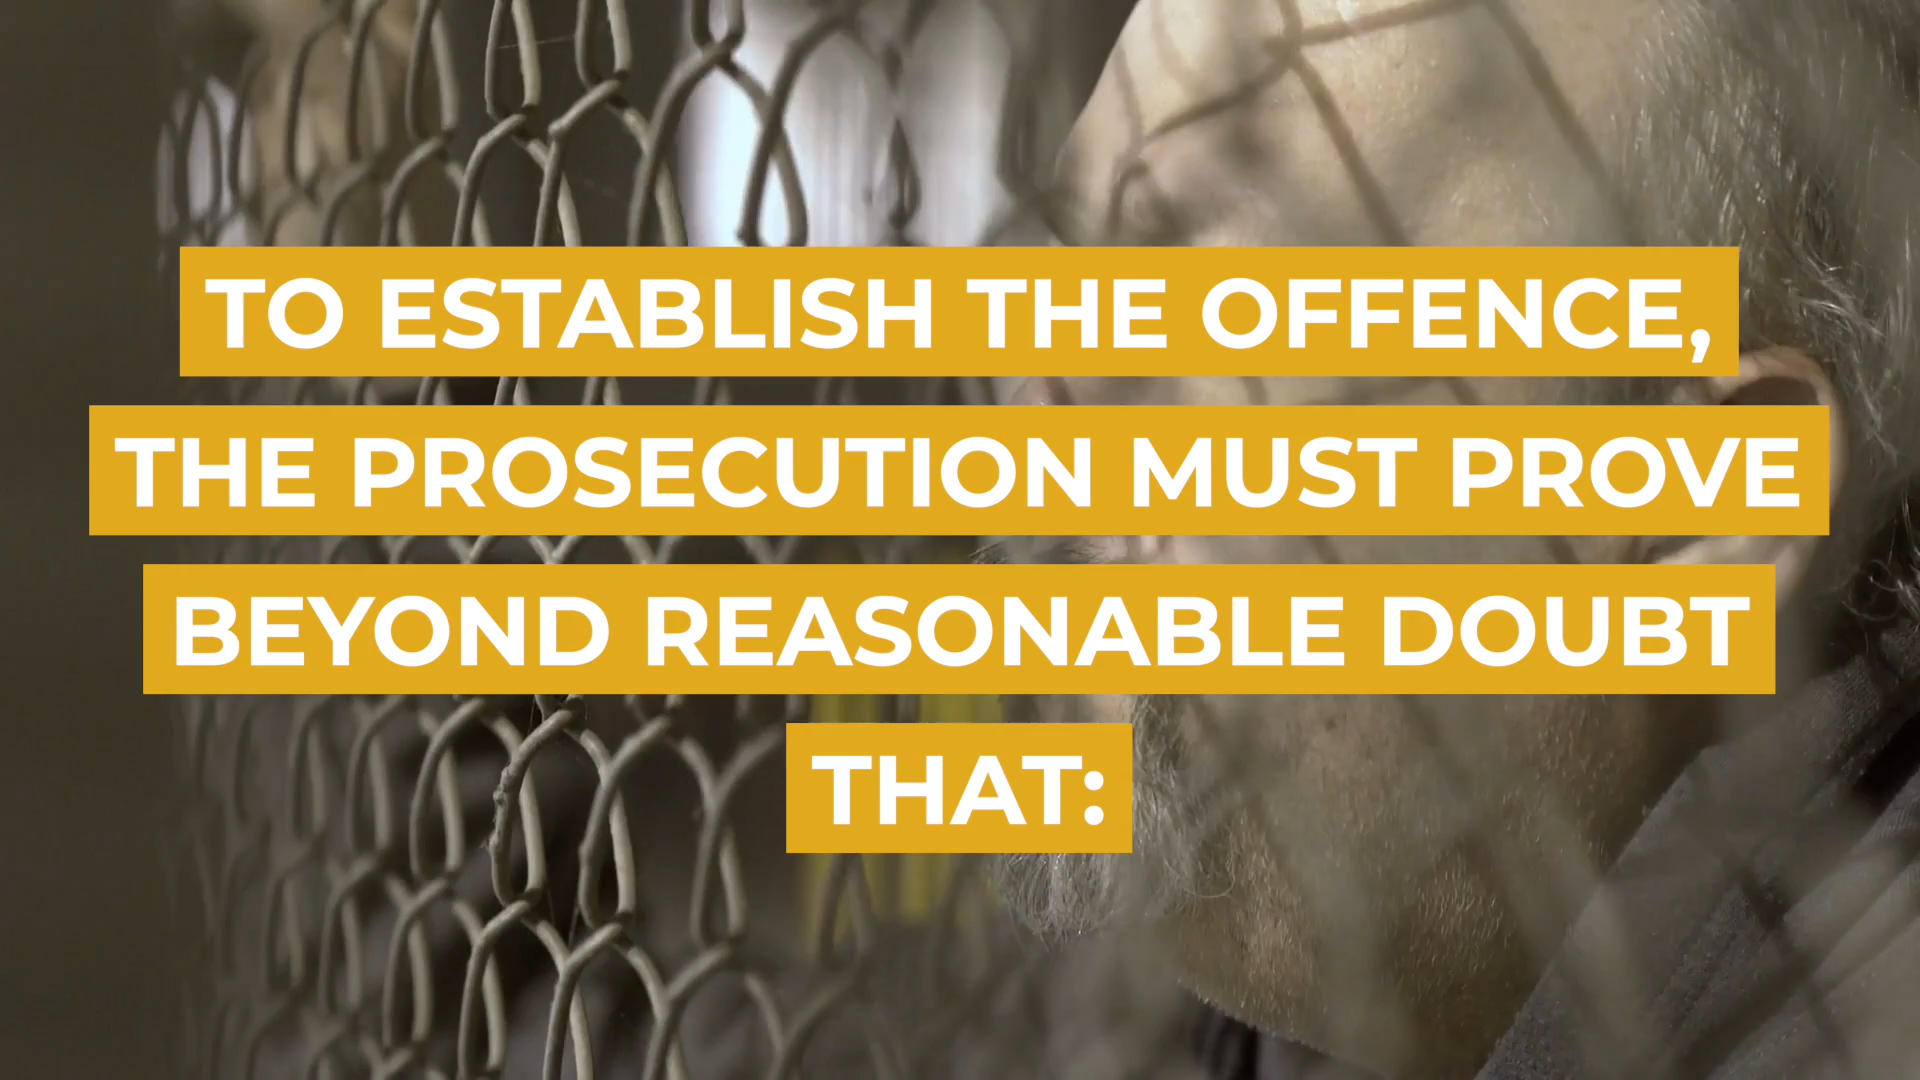 TO ESTABLISH THE OFFENCE,
THE PROSECUTION MUST PROVE
BEYOND REASONABLE DOUBT
THAT: